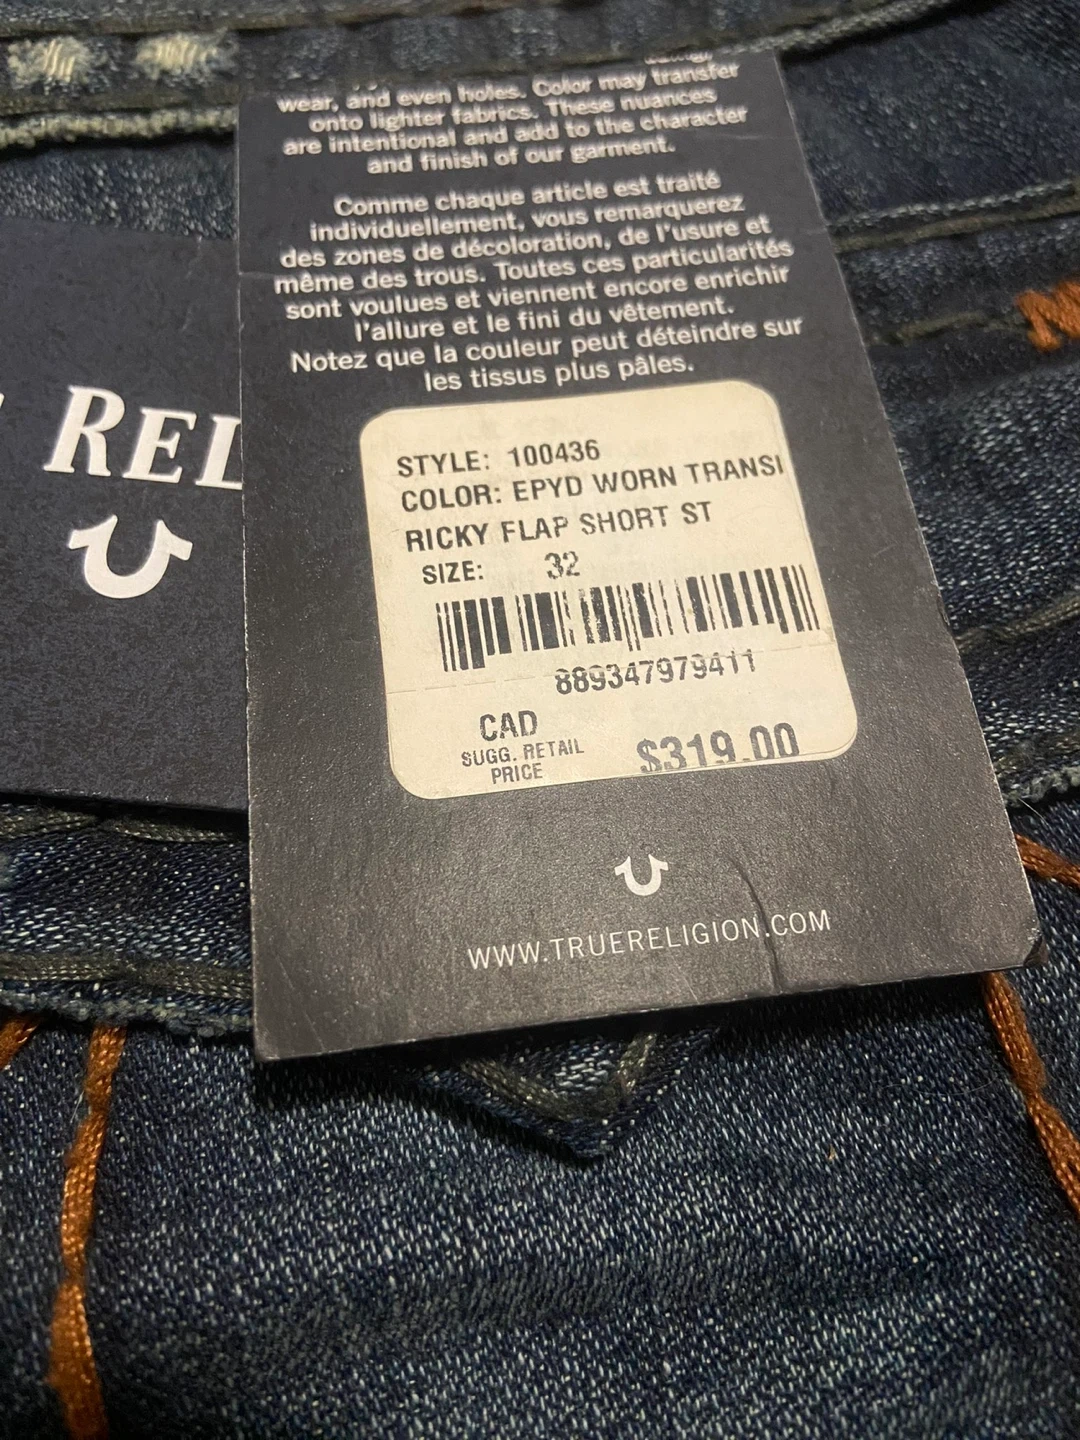 wear, and even holes. Color may transfer
onto lighter fabrics. These nuances
are intentional and add to the character
and finish of our garment.
Comme chaque article est traité
individuellement, vous remarquerez
des zones de décoloration, de l'usure et
même des trous. Toutes ces particularités
sont voulues et viennent encore enrichir
l'allure et le fini du vêtement.
Notez que la couleur peut déteindre sur
les tissus plus pâles.
REL
STYLE: 100436
COLOR: EPYD WORN TRANSI
RICKY FLAP SHORT ST
SIZE: 32
889347979411
CAD
SUGG. RETAIL
PRICE
$319.00
WWW.TRUERELIGION.COM